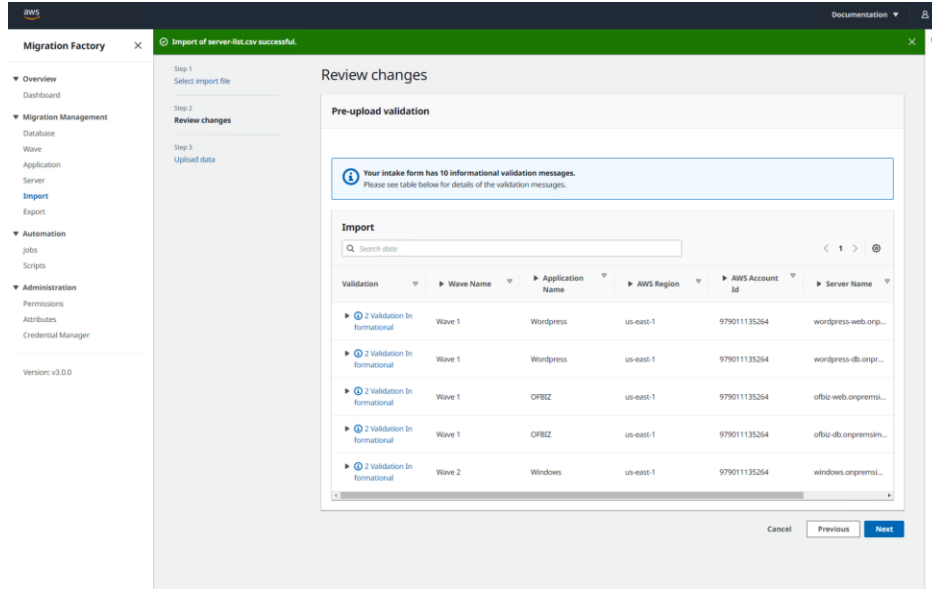 aws
Documentation
Migration Factory
Import of server-list.csv successful.
Overview
Dashboard
Migration Management
Database
Wave
Application
Server
Import
Export
Automation
Jobs
Scripts
Administration
Permissions
Attributes
Credential Manager
Version: v3.0.0
Step 1
Select import file
Step 2
Review changes
Step 3
Upload data
Review changes
Pre-upload validation
Your intake form has 10 informational validation messages.
Please see table below for details of the validation messages.
Import
Search data
1
Validation Wave Name Application Name AWS Region AWS Account Id Server Name
2 Validation In
formational Wave 1 Wordpress us-east-1 979011135264 wordpress-web.onp...
2 Validation In
formational Wave 1 Wordpress us-east-1 979011135264 wordpress-db.onpr...
2 Validation In
formational Wave 1 OFBIZ us-east-1 979011135264 ofbiz-web.onpremsi...
2 Validation In
formational Wave 1 OFBIZ us-east-1 979011135264 ofbiz-db.onpremsim...
2 Validation In
formational Wave 2 Windows us-east-1 979011135264 windows.onpremsi...
Cancel Previous Next